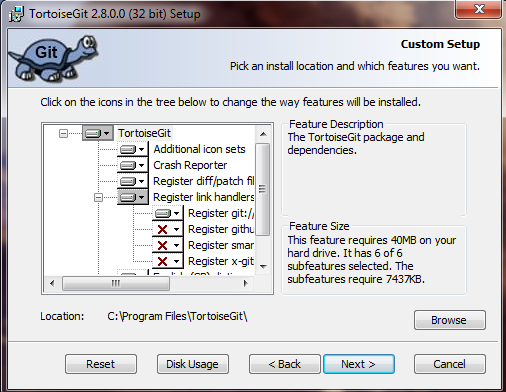 TortoiseGit 2.8.0.0 (32 bit) Setup
Git
Custom Setup
Pick an install location and which features you want.
Click on the icons in the tree below to change the way features will be installed.
TortoiseGit
Additional icon sets
Crash Reporter
Register diff/patch fil
Register link handlers
Register git://
Register githu
Register smar
Register x-git
Feature Description
The TortoiseGit package and
dependencies.
Feature Size
This feature requires 40MB on your
hard drive. It has 6 of 6
subfeatures selected. The
subfeatures require 7437KB.
Location: C:\Program Files\TortoiseGit\
Browse
Reset
Disk Usage
< Back
Next >
Cancel